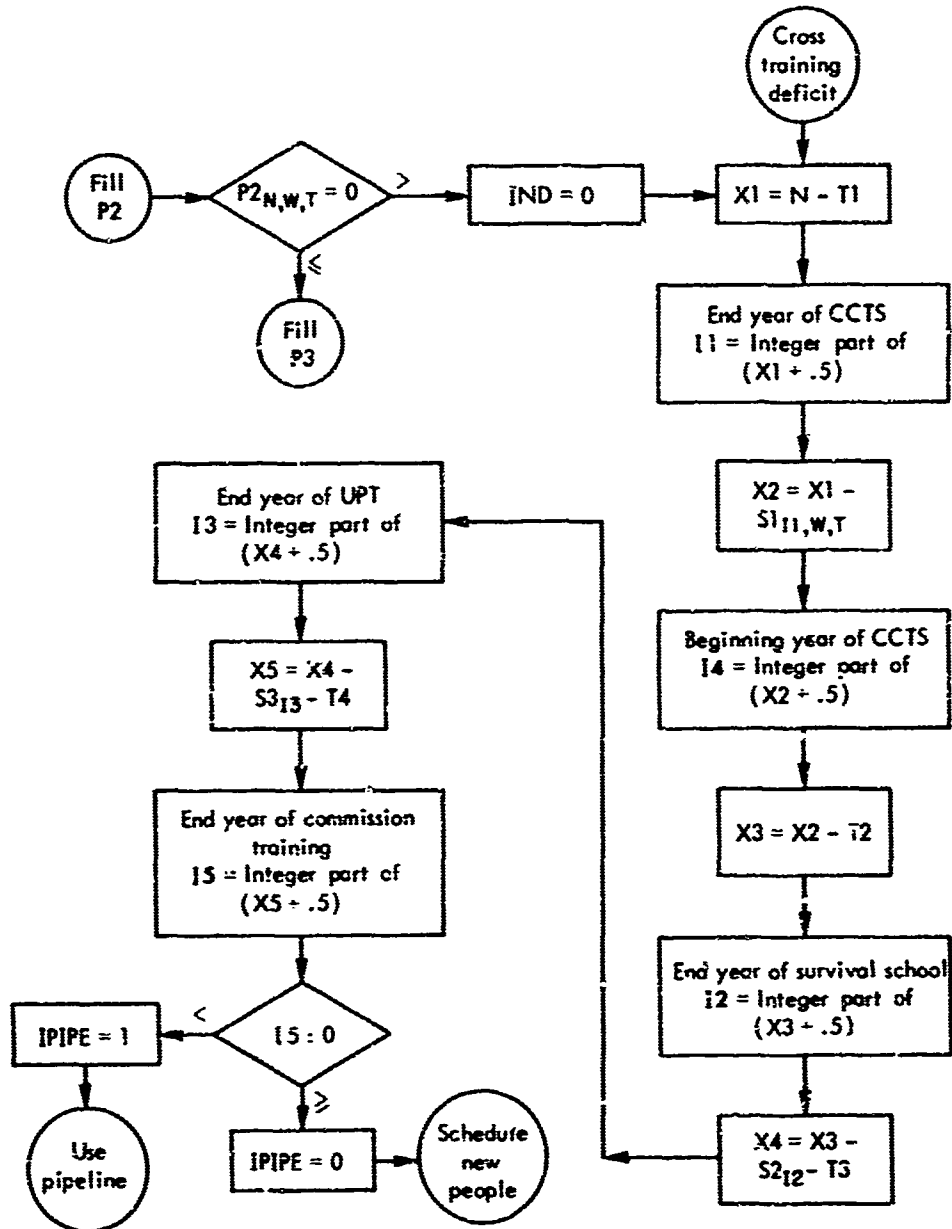 Cross
training
deficit
Fill
P2
P2N,W,T = 0
>
IND = 0
X1 = N - T1
≤
Fill
P3
End year of CCTS
I1 = Integer part of
(X1 + .5)
X2 = X1 -
S1I1,W,T
Beginning year of CCTS
I4 = Integer part of
(X2 + .5)
X3 = X2 - T2
End year of survival school
I2 = Integer part of
(X3 + .5)
X4 = X3 -
S2I2 - T3
End year of UPT
I3 = Integer part of
(X4 + .5)
X5 = X4 -
S3I3 - T4
End year of commission
training
I5 = Integer part of
(X5 + .5)
I5 : 0
<
IPIPE = 1
Use
pipeline
≥
IPIPE = 0
Schedure
new
people